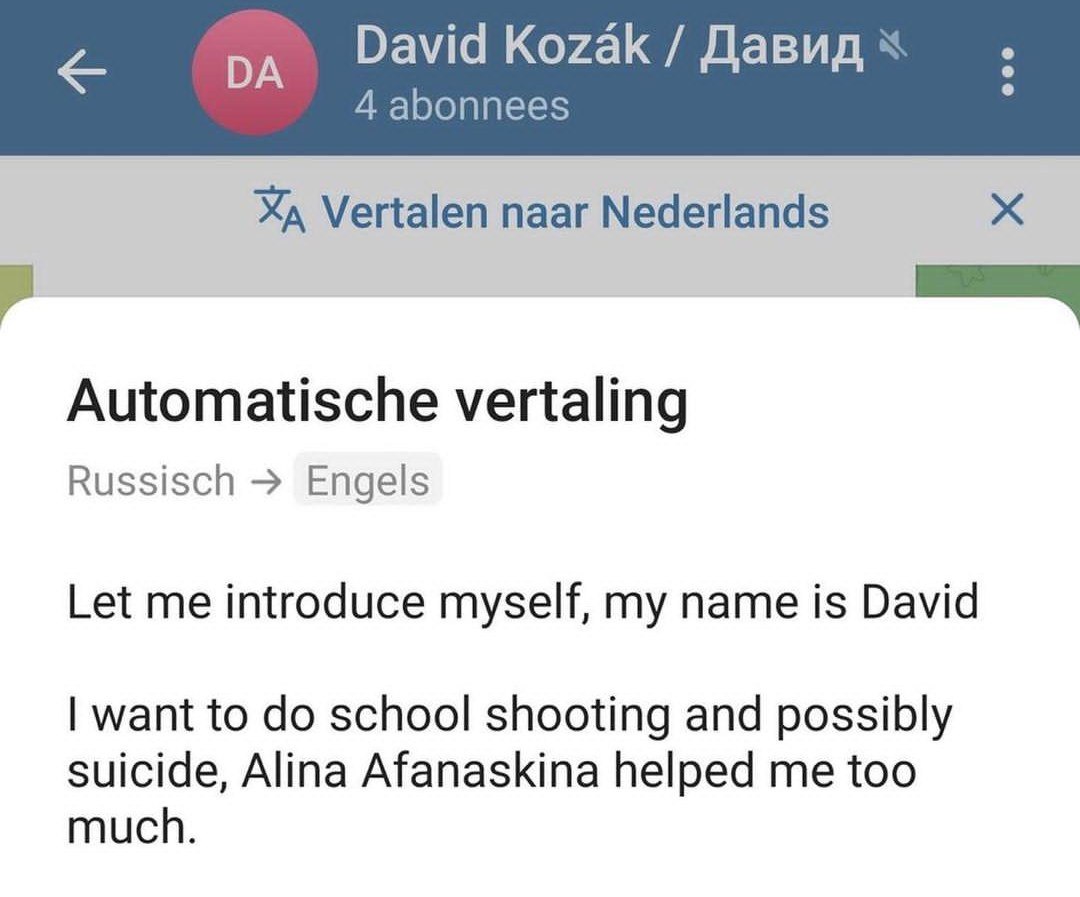 DA
David Kozák / Давид
4 abonnees
Vertalen naar Nederlands
Automatische vertaling
Russisch → Engels
Let me introduce myself, my name is David
I want to do school shooting and possibly
suicide, Alina Afanaskina helped me too
much.